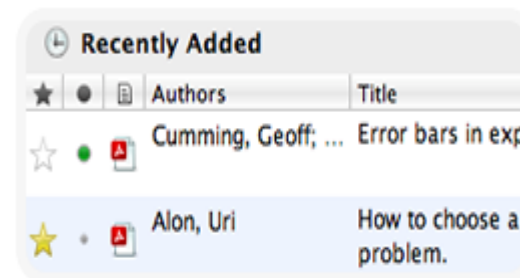 Recently Added
Authors Title
Cumming, Geoff; ... Error bars in exp
Alon, Uri How to choose a
problem.